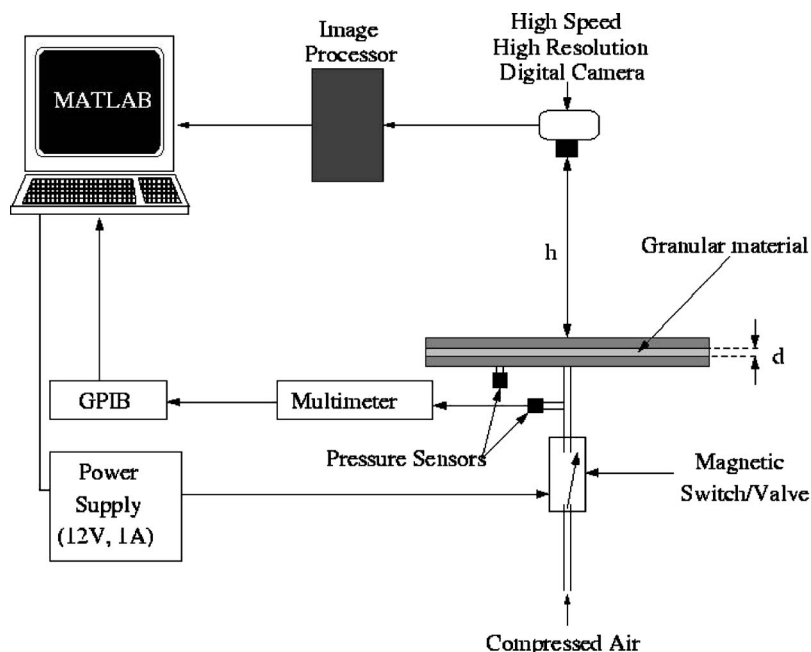 High Speed
High Resolution
Digital Camera
Image
Processor
MATLAB
h
Granular material
d
GPIB
Multimeter
Pressure Sensors
Power
Supply
(12V, 1A)
Magnetic
Switch/Valve
Compressed Air